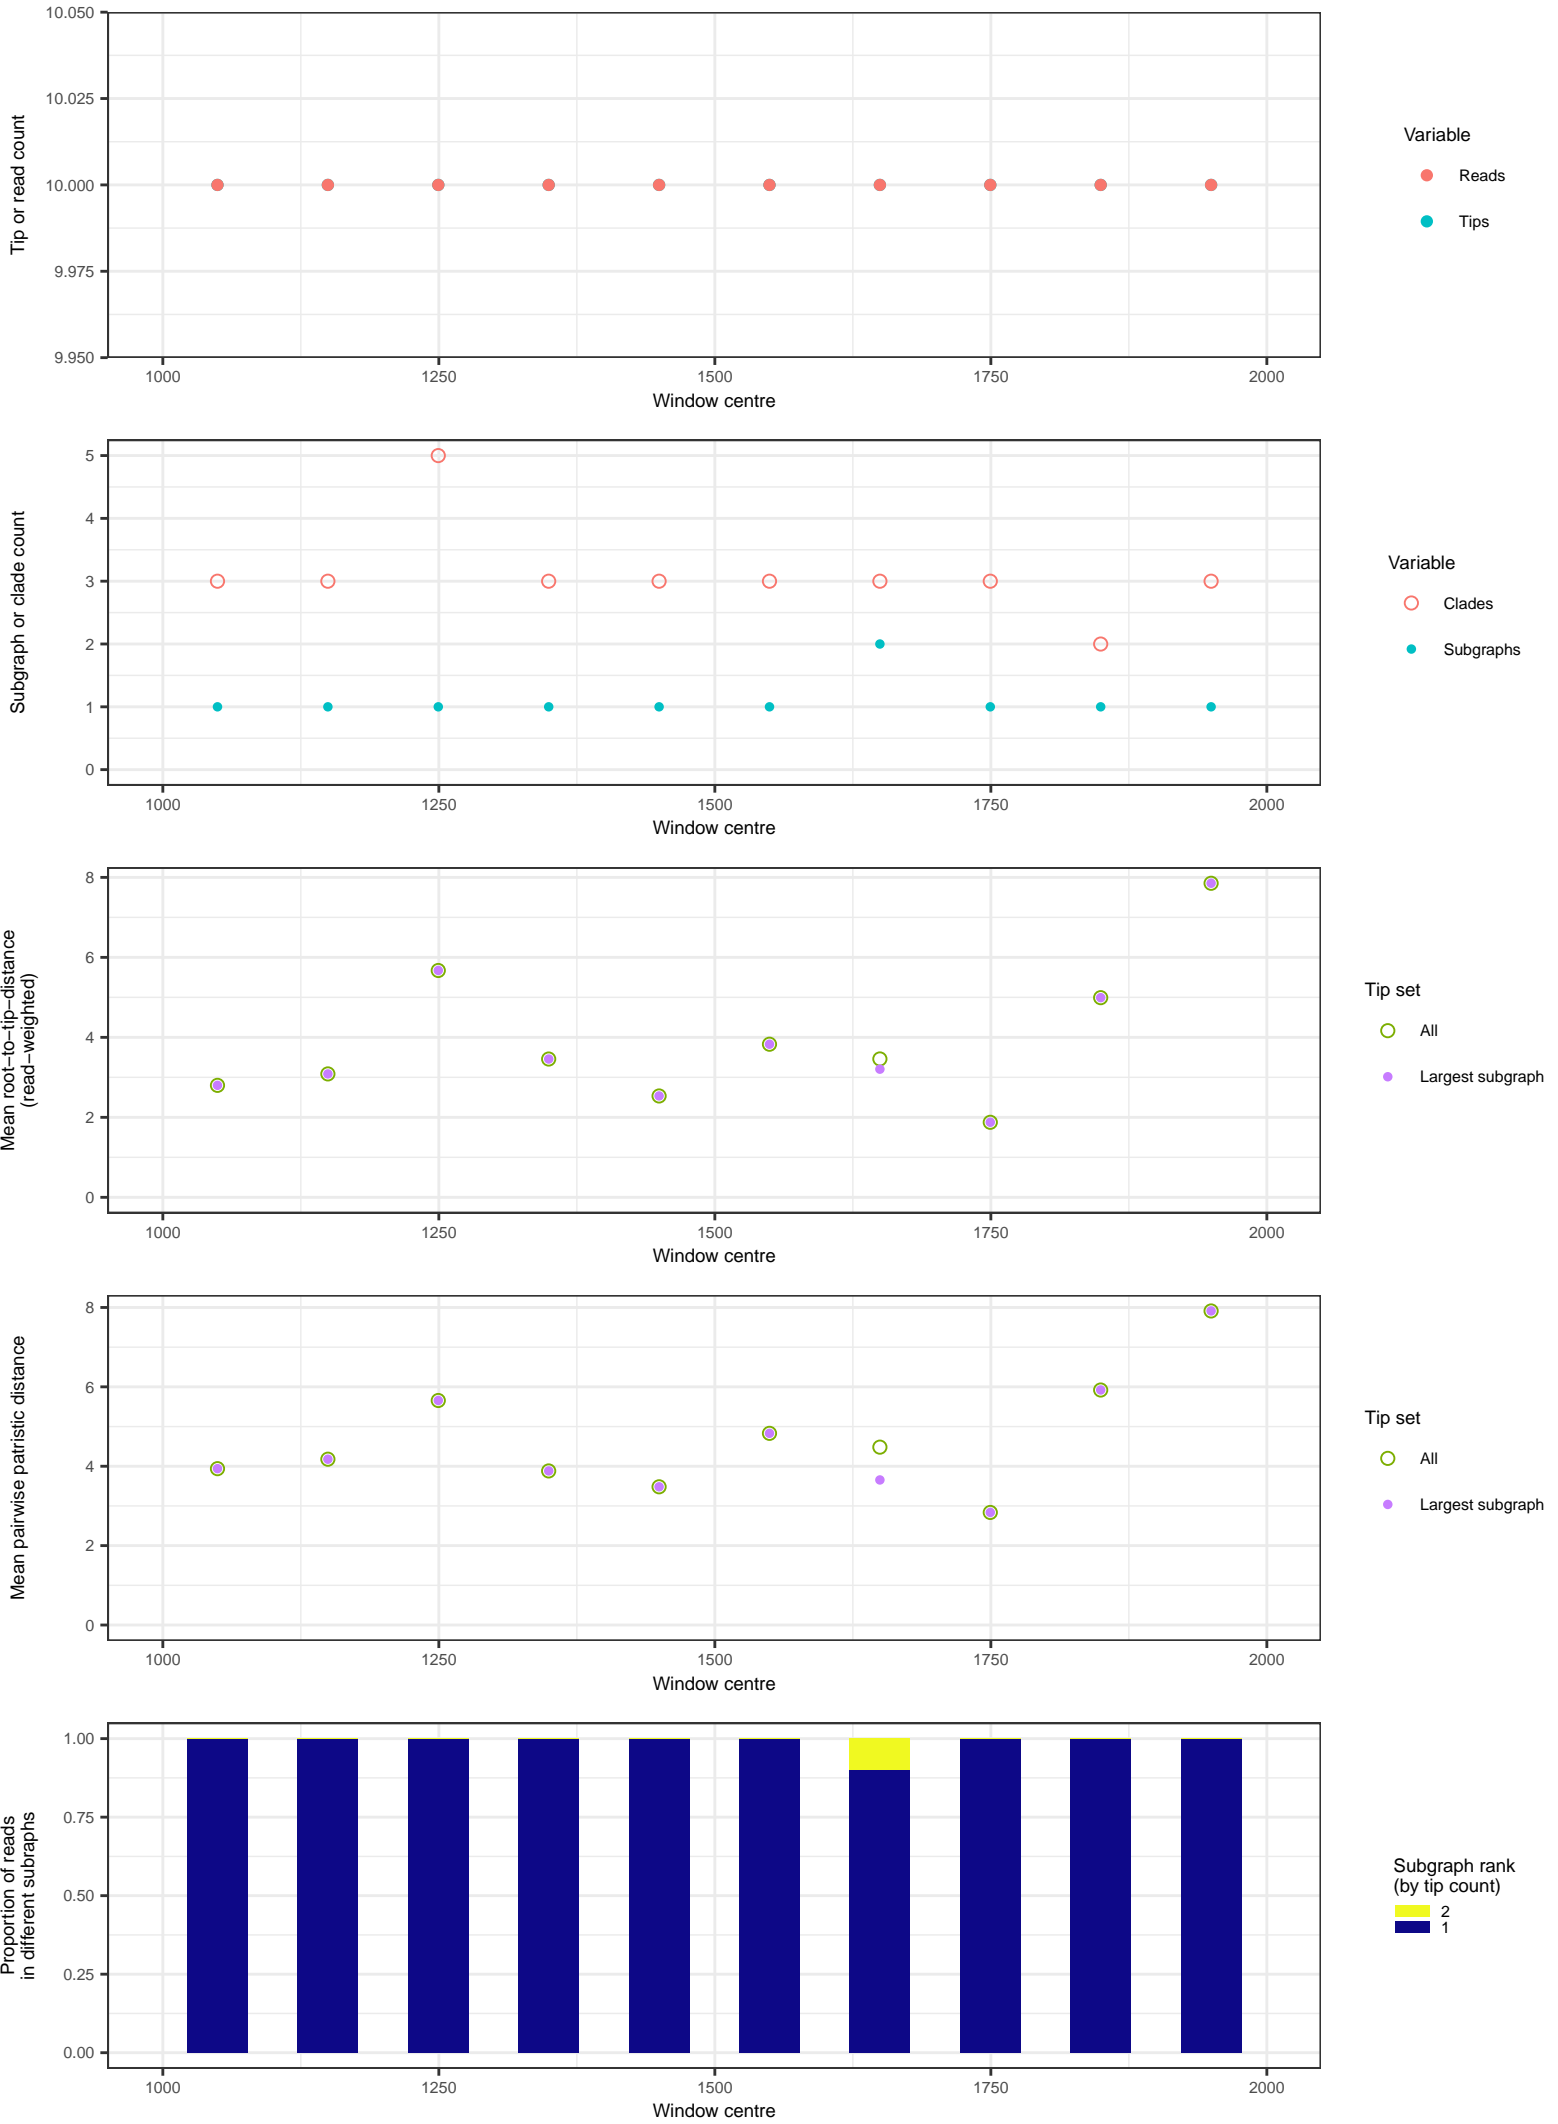 10.050
10.025
10.000
9.975
9.950
Tip or read count
1000 1250 1500 1750 2000
Window centre
Variable
Reads
Tips
5
4
3
2
1
0
Subgraph or clade count
1000 1250 1500 1750 2000
Window centre
Variable
Clades
Subgraphs
8
6
4
2
0
Mean root−to−tip−distance
(read−weighted)
1000 1250 1500 1750 2000
Window centre
Tip set
All
Largest subgraph
8
6
4
2
0
Mean pairwise patristic distance
1000 1250 1500 1750 2000
Window centre
Tip set
All
Largest subgraph
1.00
0.75
0.50
0.25
0.00
Proportion of reads
in different subraphs
1000 1250 1500 1750 2000
Window centre
Subgraph rank
(by tip count)
2
1